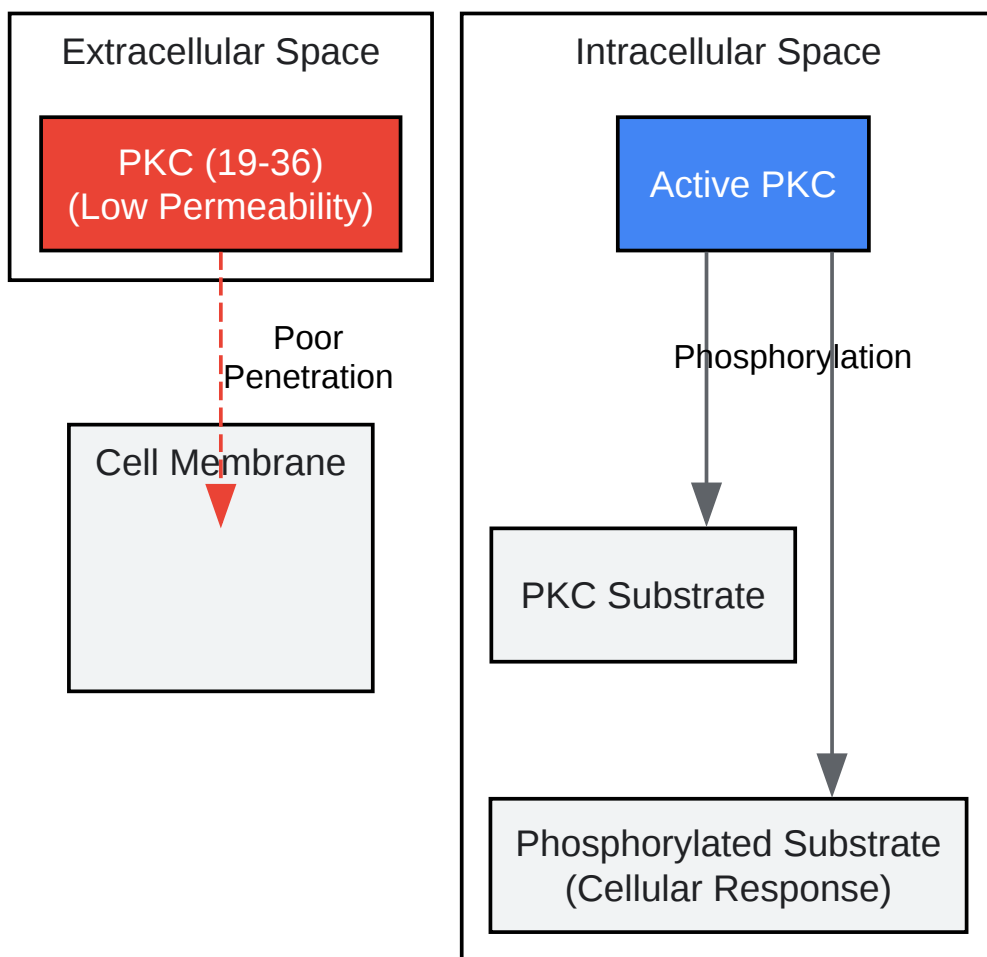 Extracellular Space
PKC (19-36)
(Low Permeability)
Poor
Penetration
Cell Membrane
Intracellular Space
Active PKC
Phosphorylation
PKC Substrate
Phosphorylated Substrate
(Cellular Response)